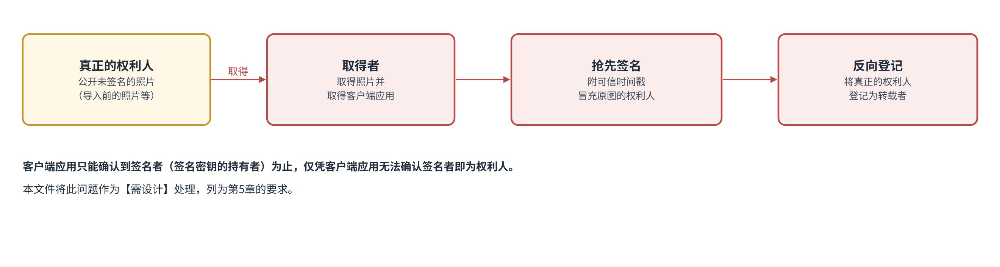 真正的权利人
公开未签名的照片
（导入前的照片等）
取得
取得者
取得照片并
取得客户端应用
抢先签名
附可信时间戳
冒充原图的权利人
反向登记
将真正的权利人
登记为转载者
客户端应用只能确认到签名者（签名密钥的持有者）为止，仅凭客户端应用无法确认签名者即为权利人。
本文件将此问题作为【需设计】处理，列为第5章的要求。